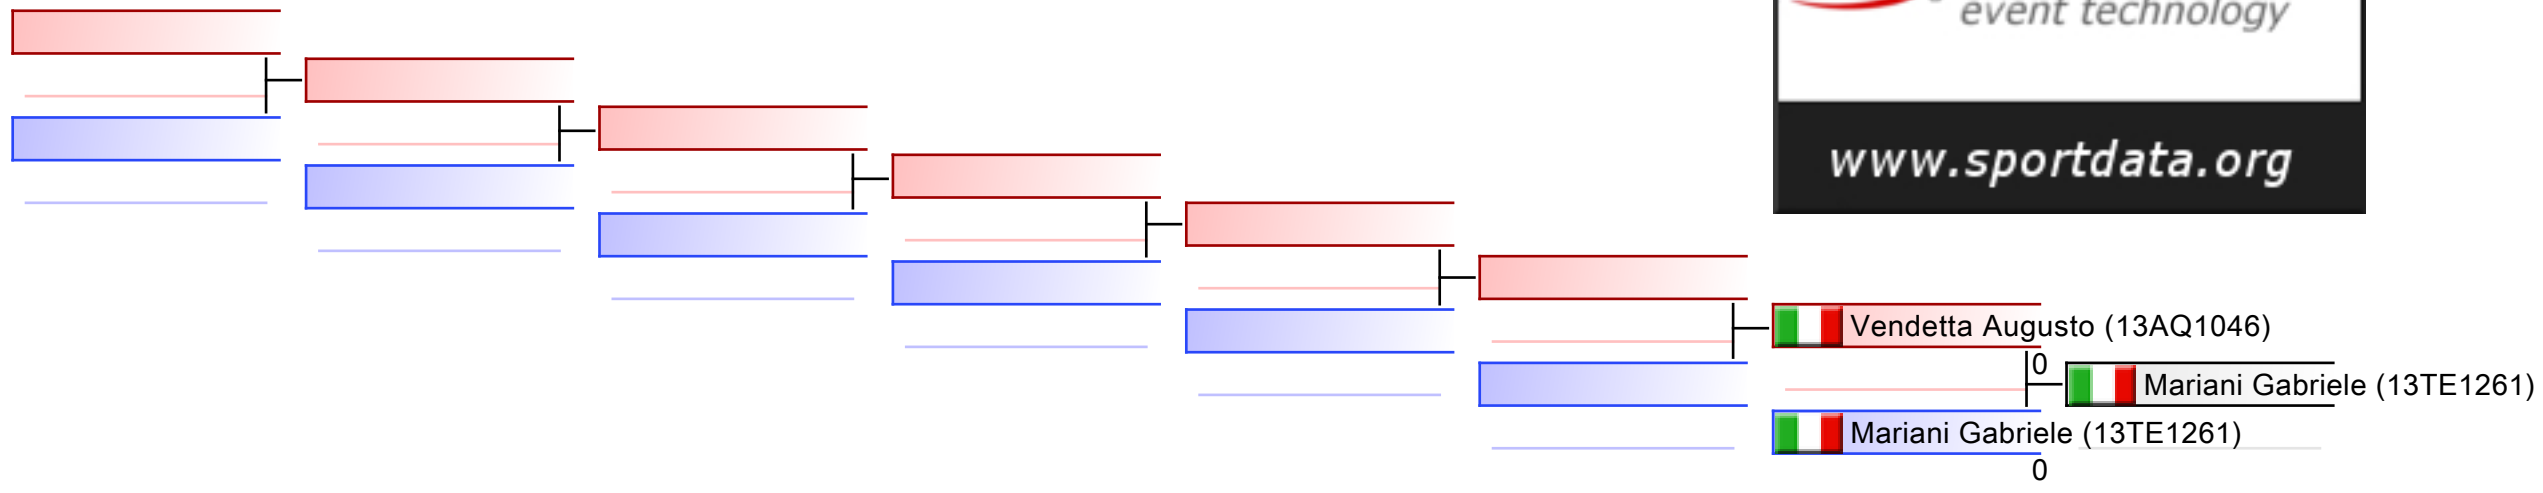 event technology
www.sportdata.org
Vendetta Augusto (13AQ1046)
0
Mariani Gabriele (13TE1261)
Mariani Gabriele (13TE1261)
0